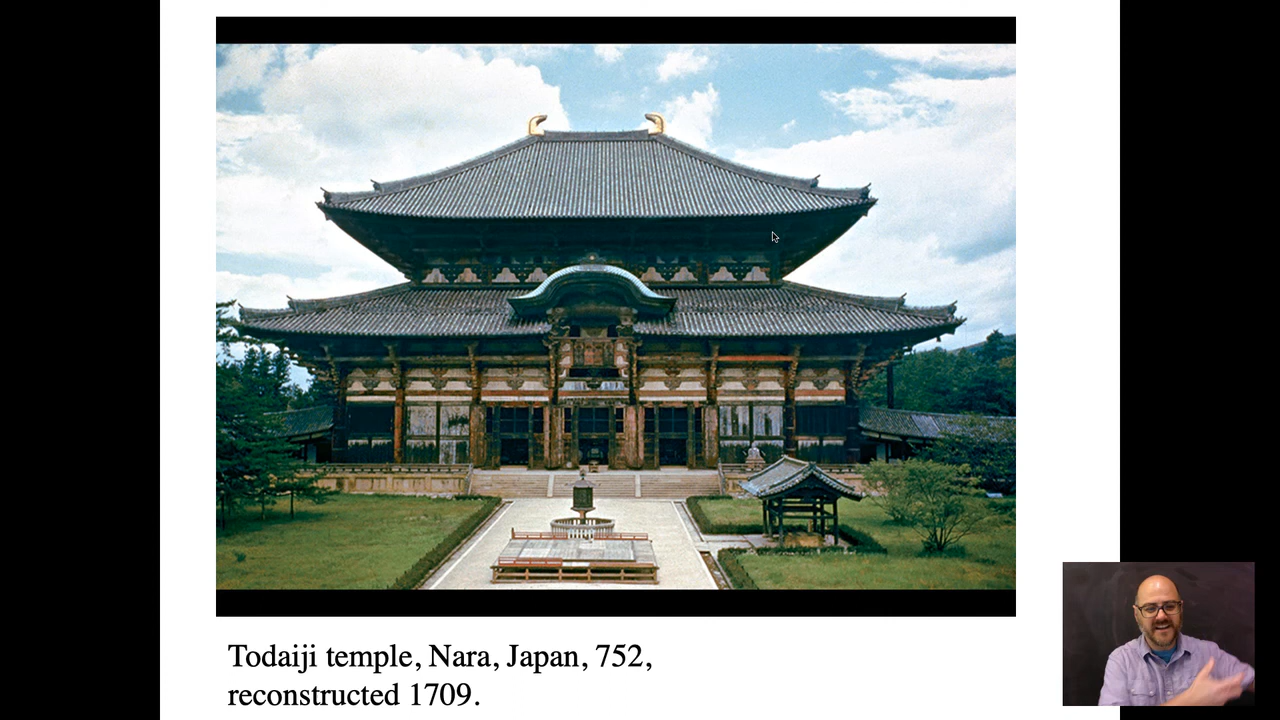 Todaiji temple, Nara, Japan, 752,
reconstructed 1709.